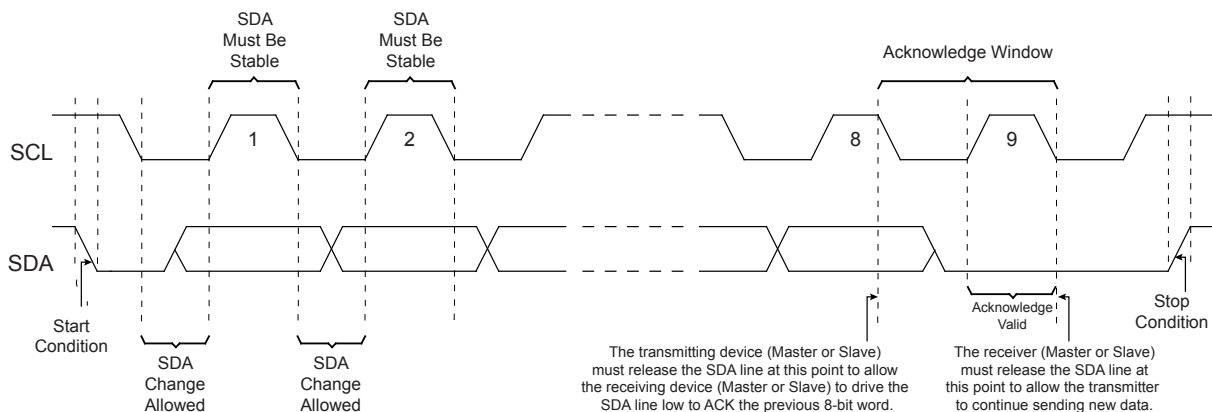 SDA
Must Be
Stable
SDA
Must Be
Stable
Acknowledge Window
SCL
1
2
8
9
SDA
Start
Condition
SDA
Change
Allowed
SDA
Change
Allowed
The transmitting device (Master or Slave)
must release the SDA line at this point to allow
the receiving device (Master or Slave) to drive the
SDA line low to ACK the previous 8-bit word.
Acknowledge
Valid
The receiver (Master or Slave)
must release the SDA line at
this point to allow the transmitter
to continue sending new data.
Stop
Condition